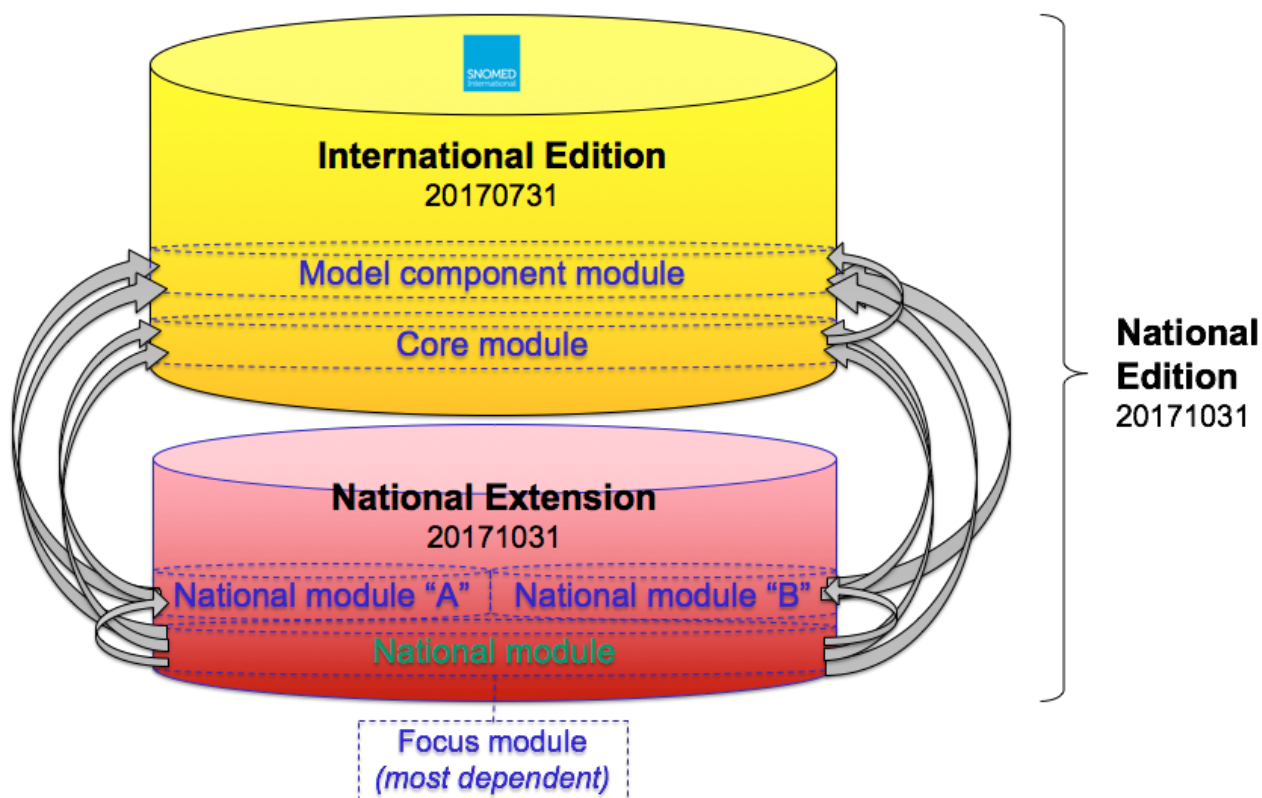 SNOMED
International
International Edition
20170731
Model component module
Core module
National
Edition
20171031
National Extension
20171031
National module “A”
National module “B”
National module
Focus module
(most dependent)